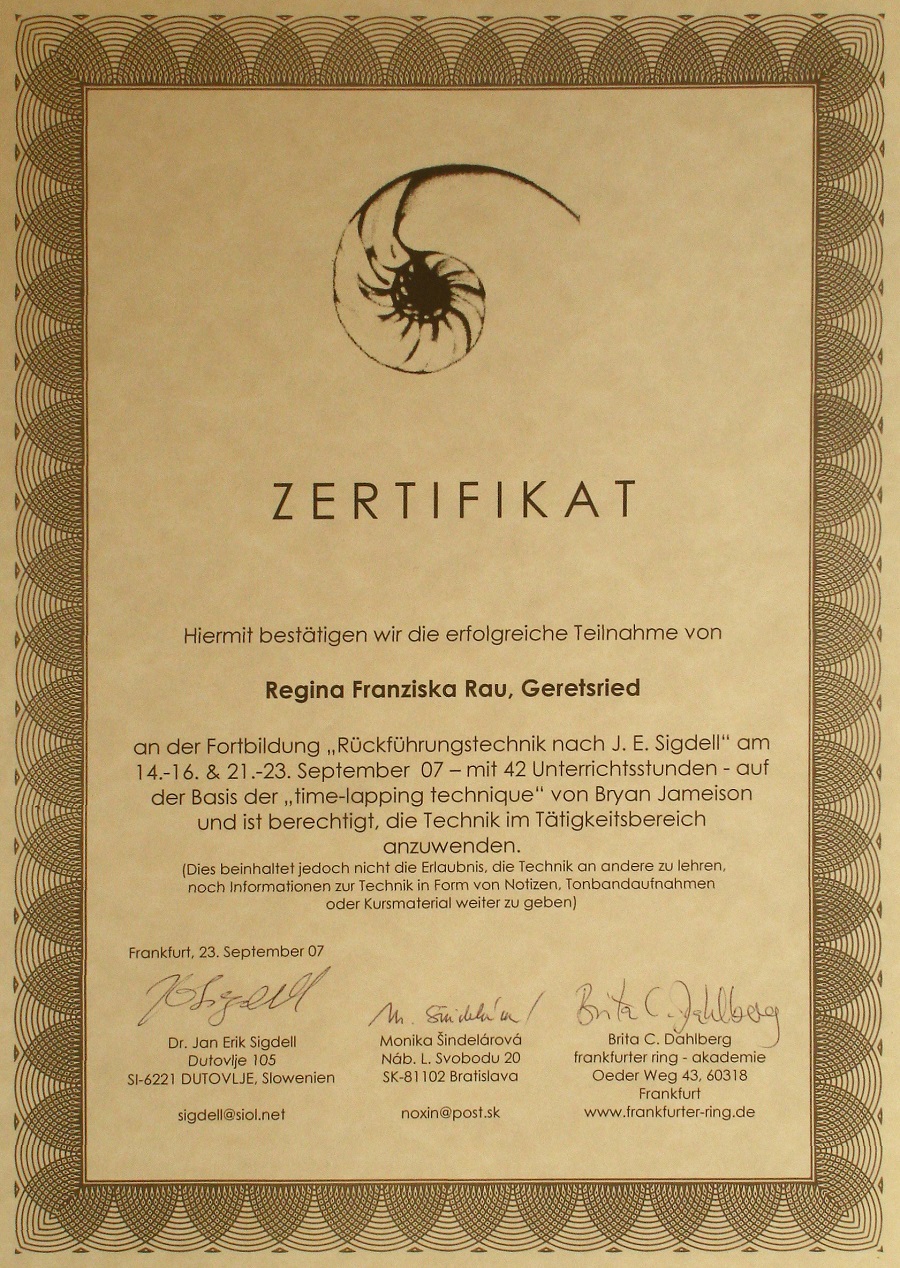 ZERTIFIKAT
Hiermit bestätigen wir die erfolgreiche Teilnahme von
Regina Franziska Rau, Geretsried
an der Fortbildung „Rückführungstechnik nach J. E. Sigdell“ am
14.-16. & 21.-23. September 07 – mit 42 Unterrichtsstunden - auf
der Basis der „time-lapping technique“ von Bryan Jameison
und ist berechtigt, die Technik im Tätigkeitsbereich
anzuwenden.
(Dies beinhaltet jedoch nicht die Erlaubnis, die Technik an andere zu lehren,
noch Informationen zur Technik in Form von Notizen, Tonbandaufnahmen
oder Kursmaterial weiter zu geben)
Frankfurt, 23. September 07
JESigdell
M. Šindelárová
Brita C. Dahlberg
Dr. Jan Erik Sigdell
Dutovlje 105
SI-6221 DUTOVLJE, Slowenien
sigdell@siol.net
Monika Šindelárová
Náb. L. Svobodu 20
SK-81102 Bratislava
noxin@post.sk
Brita C. Dahlberg
frankfurter ring - akademie
Oeder Weg 43, 60318
Frankfurt
www.frankfurter-ring.de